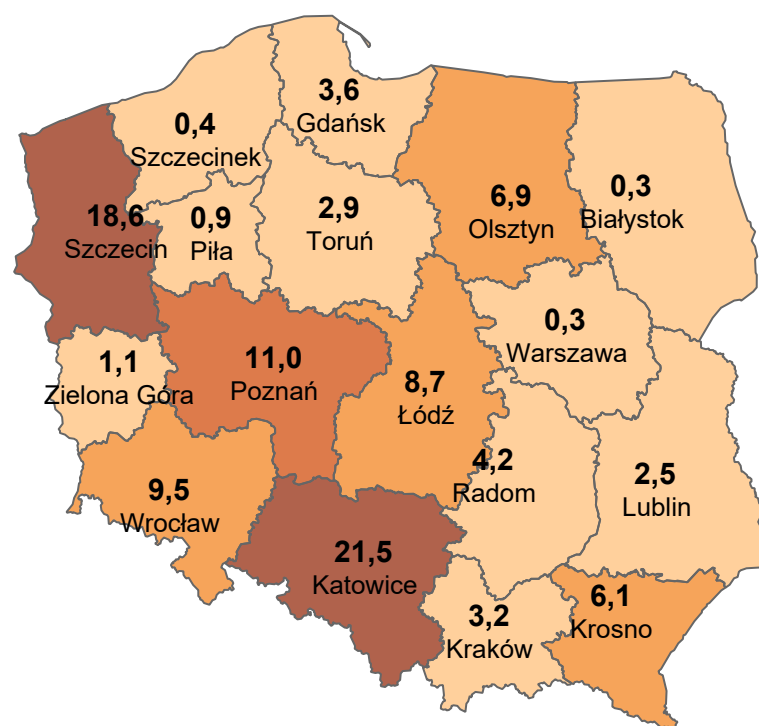 3,6
Gdańsk
0,4
Szczecinek
6,9
Olsztyn
0,3
Białystok
18,6
Szczecin
0,9
Piła
2,9
Toruń
0,3
Warszawa
1,1
Zielona Góra
11,0
Poznań
8,7
Łódź
4,2
Radom
2,5
Lublin
9,5
Wrocław
21,5
Katowice
3,2
Kraków
6,1
Krosno